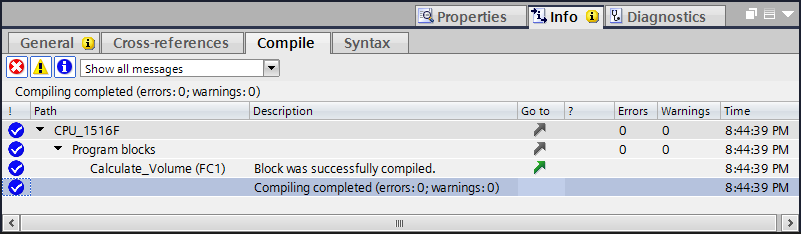 Properties Info Diagnostics
General Cross-references Compile Syntax
Show all messages
Compiling completed (errors: 0; warnings: 0)
! Path Description Go to ? Errors Warnings Time
CPU_1516F 0 0 8:44:39 PM
Program blocks 0 0 8:44:39 PM
Calculate_Volume (FC1) Block was successfully compiled. 8:44:39 PM
Compiling completed (errors: 0; warnings: 0) 8:44:39 PM